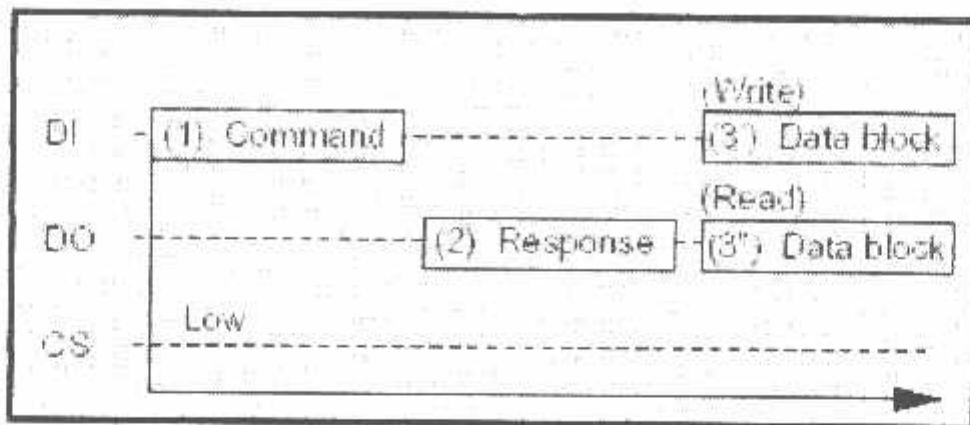 (Write)
DI (1) Command (3') Data block
(Read)
DO (2) Response (3") Data block
Low
CS